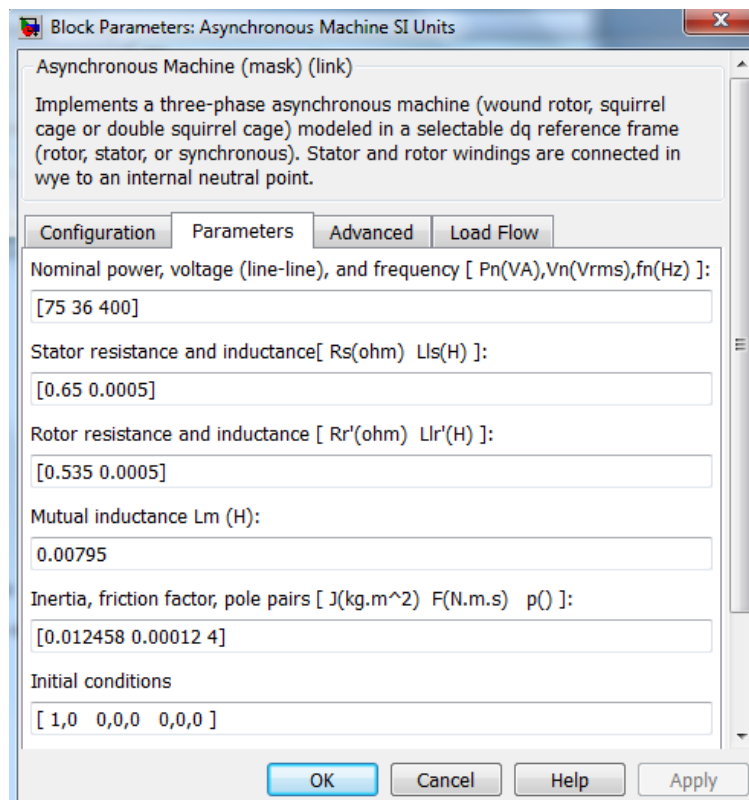 Block Parameters: Asynchronous Machine SI Units
Asynchronous Machine (mask) (link)
Implements a three-phase asynchronous machine (wound rotor, squirrel
cage or double squirrel cage) modeled in a selectable dq reference frame
(rotor, stator, or synchronous). Stator and rotor windings are connected in
wye to an internal neutral point.
Configuration Parameters Advanced Load Flow
Nominal power, voltage (line-line), and frequency [ Pn(VA),Vn(Vrms),fn(Hz) ]:
[75 36 400]
Stator resistance and inductance[ Rs(ohm) Lls(H) ]:
[0.65 0.0005]
Rotor resistance and inductance [ Rr'(ohm) Llr'(H) ]:
[0.535 0.0005]
Mutual inductance Lm (H):
0.00795
Inertia, friction factor, pole pairs [ J(kg.m^2) F(N.m.s) p() ]:
[0.012458 0.00012 4]
Initial conditions
[ 1,0 0,0,0 0,0,0 ]
OK Cancel Help Apply